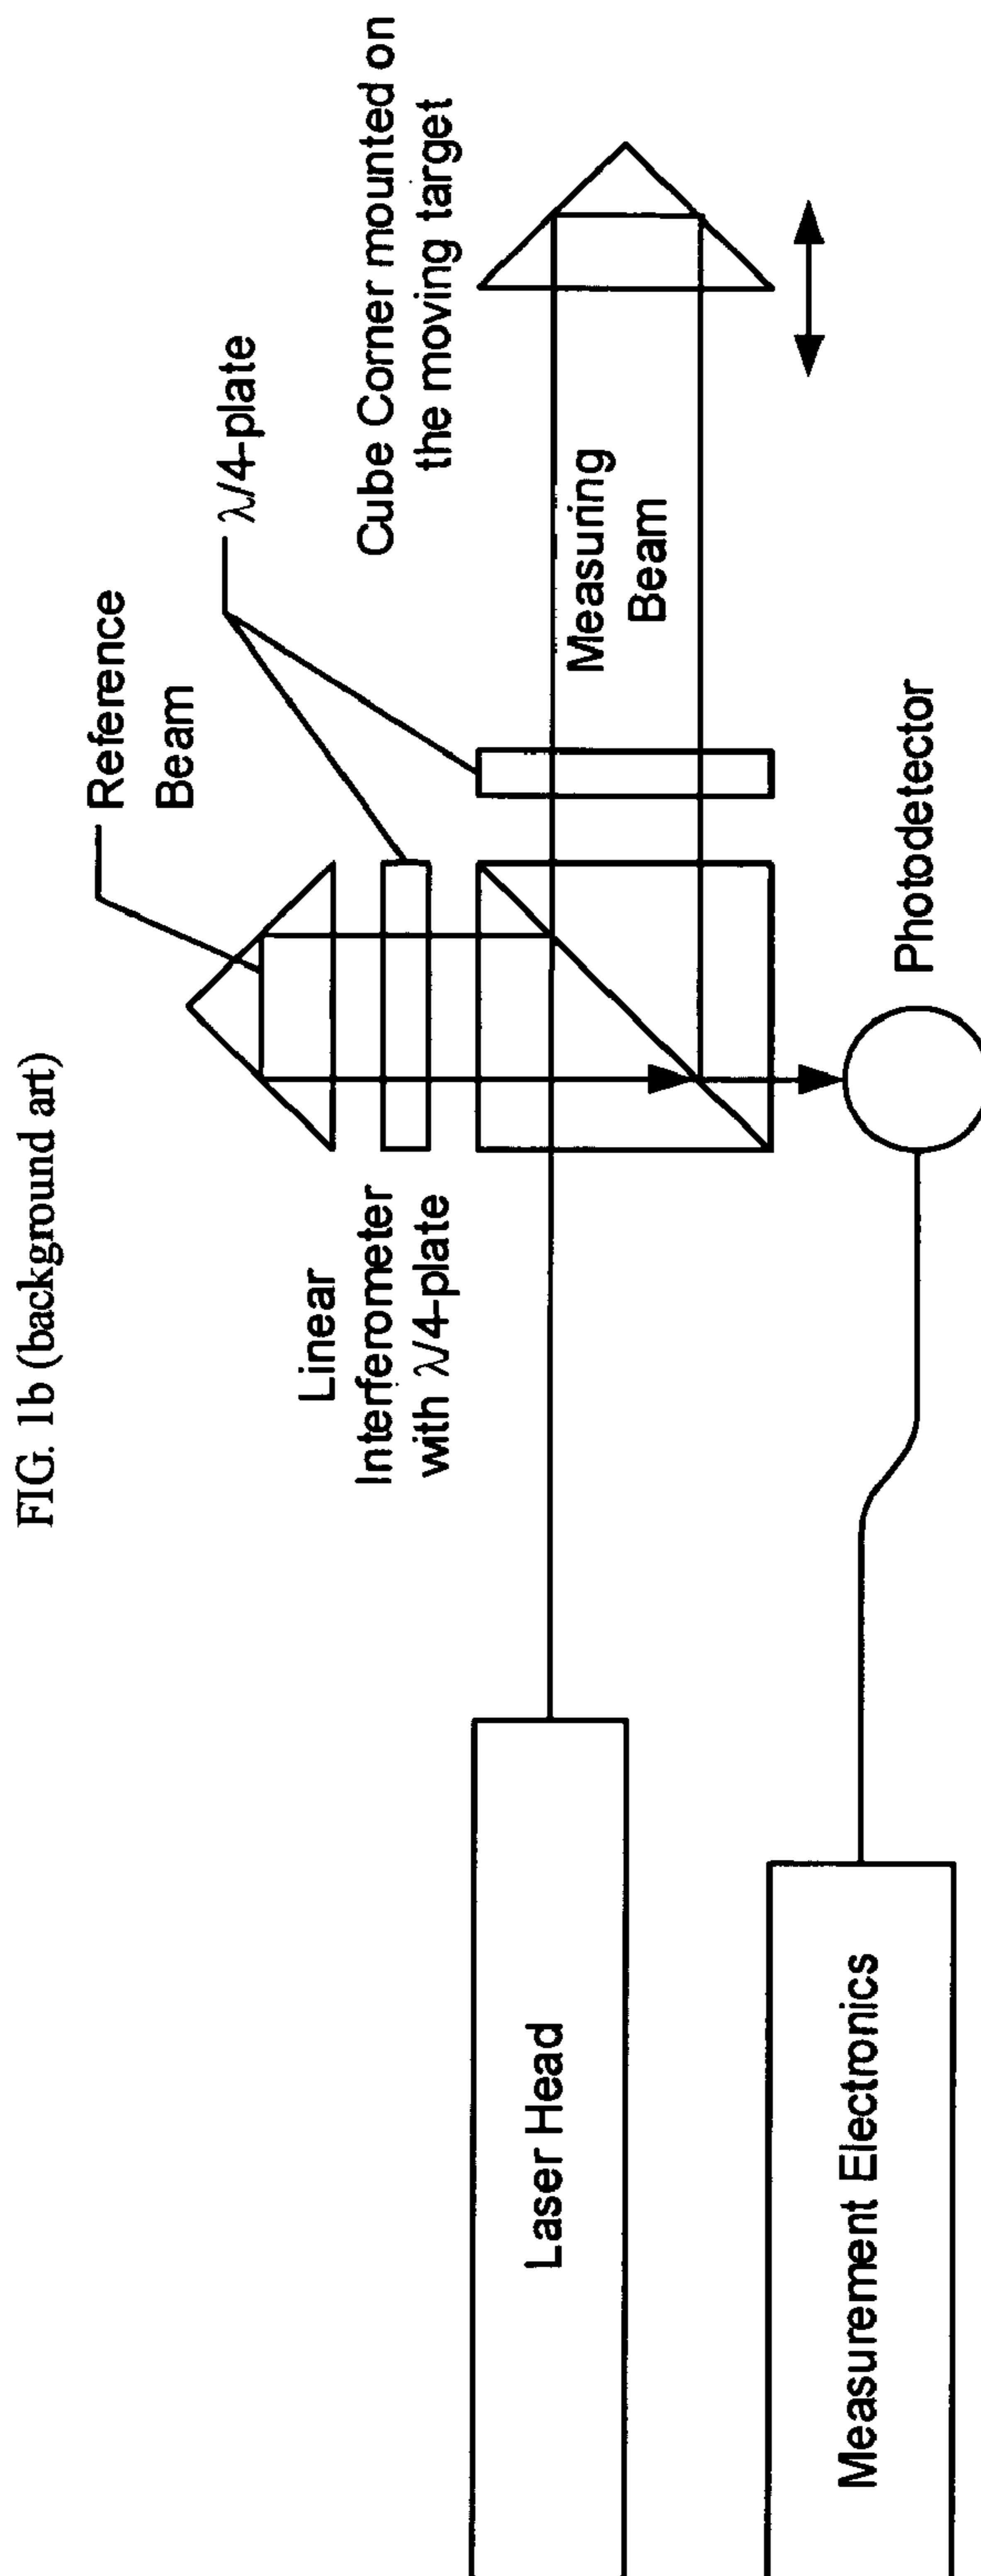 FIG. 1b (background art)
Reference
Beam
λ/4-plate
Cube Corner mounted on
the moving target
Linear
Interferometer
with λ/4-plate
Measuring
Beam
Laser Head
Photodetector
Measurement Electronics